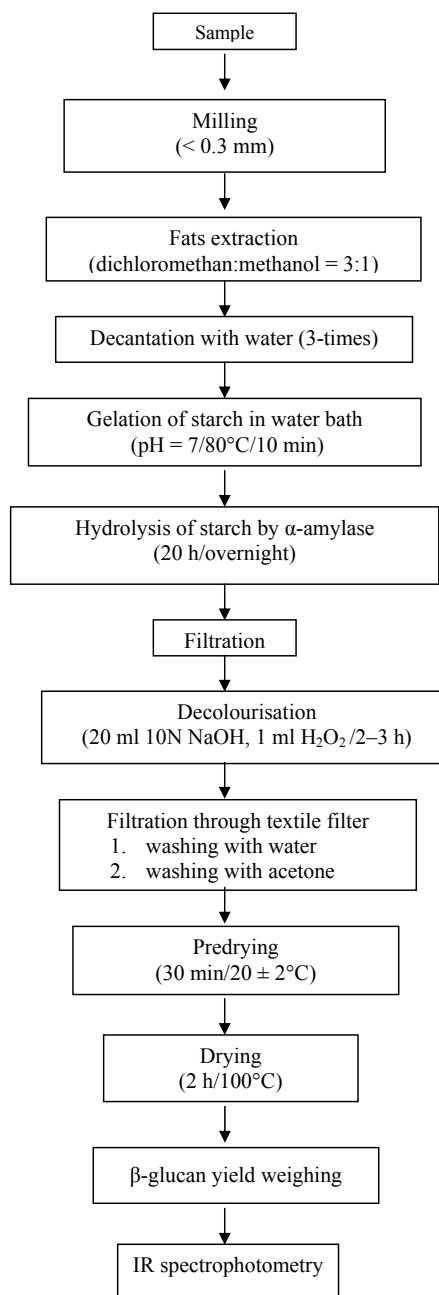 Sample
Milling
(< 0.3 mm)
Fats extraction
(dichloromethan:methanol = 3:1)
Decantation with water (3-times)
Gelation of starch in water bath
(pH = 7/80°C/10 min)
Hydrolysis of starch by α-amylase
(20 h/overnight)
Filtration
Decolourisation
(20 ml 10N NaOH, 1 ml H₂O₂ /2–3 h)
Filtration through textile filter
1. washing with water
2. washing with acetone
Predrying
(30 min/20 ± 2°C)
Drying
(2 h/100°C)
β-glucan yield weighing
IR spectrophotometry